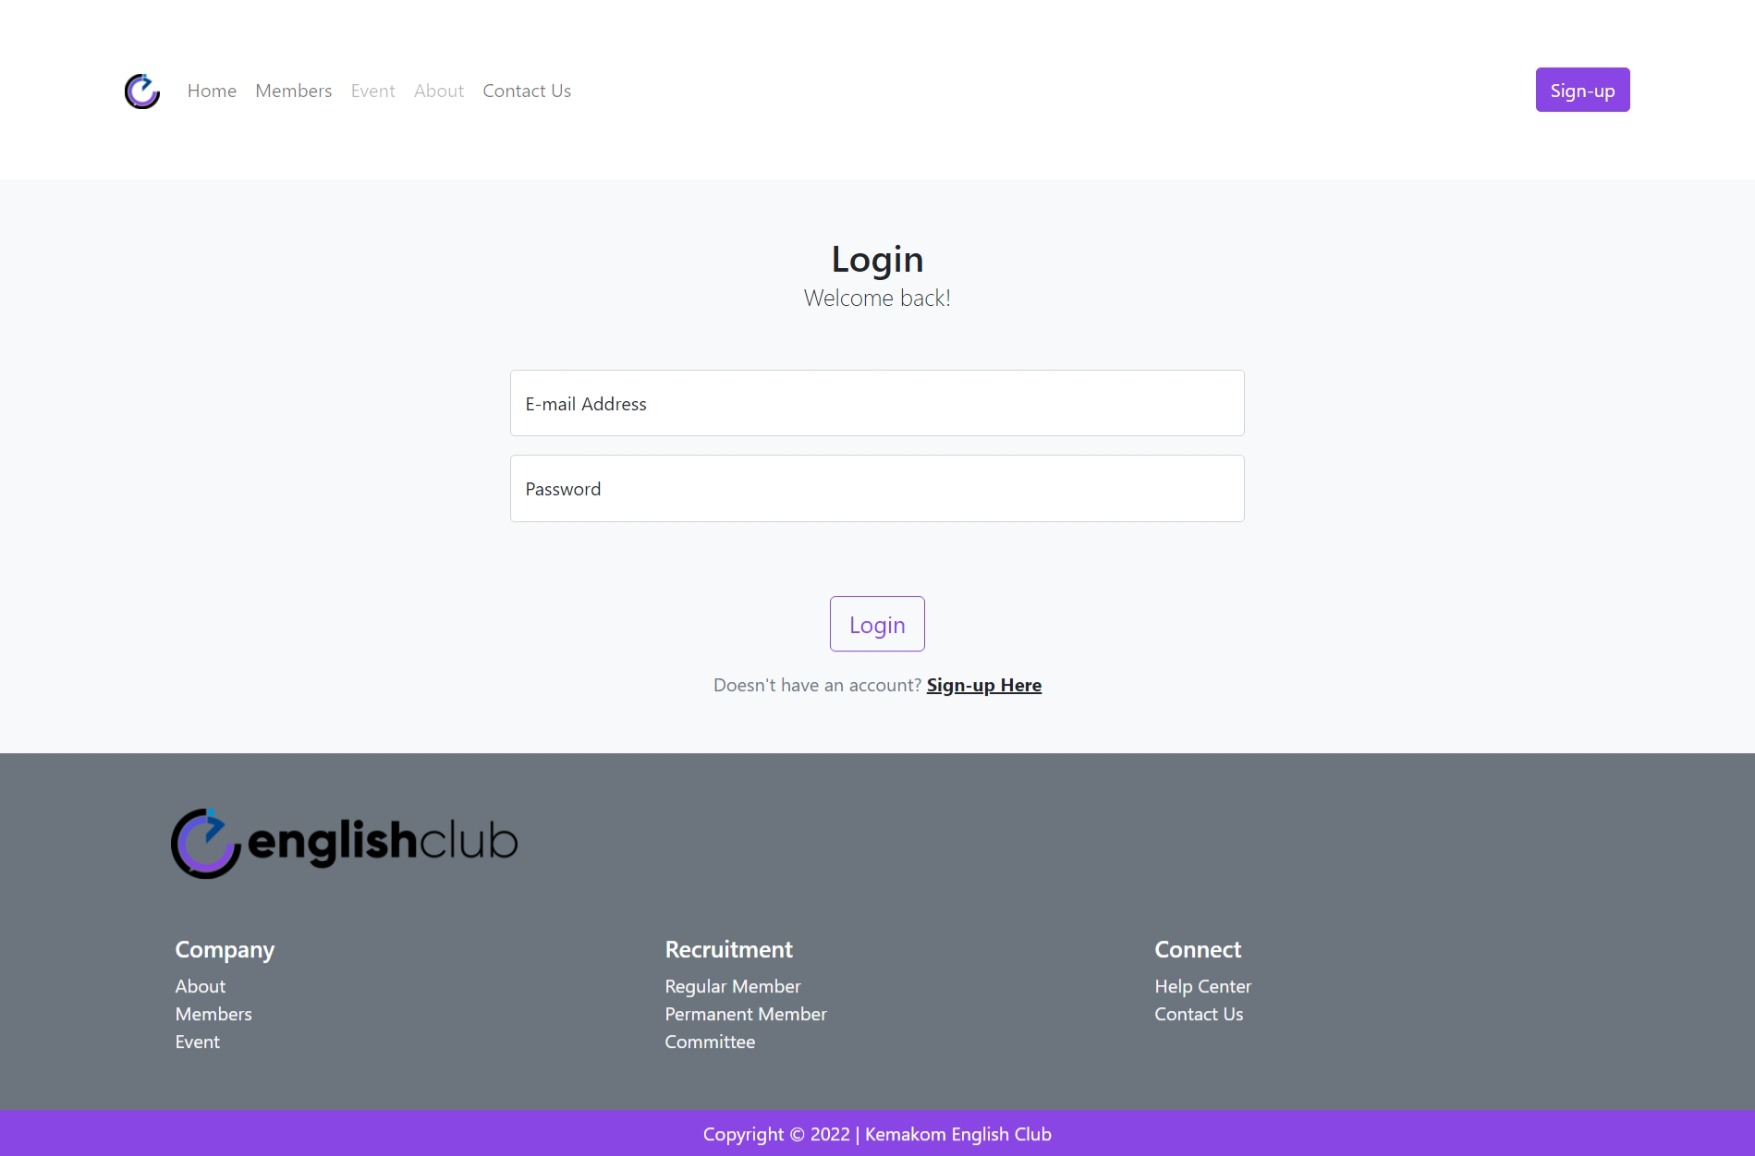 Home Members Event About Contact Us Sign-up
Login
Welcome back!
E-mail Address
Password
Login
Doesn't have an account? Sign-up Here
englishclub
Company
About
Members
Event
Recruitment
Regular Member
Permanent Member
Committee
Connect
Help Center
Contact Us
Copyright © 2022 | Kemakom English Club